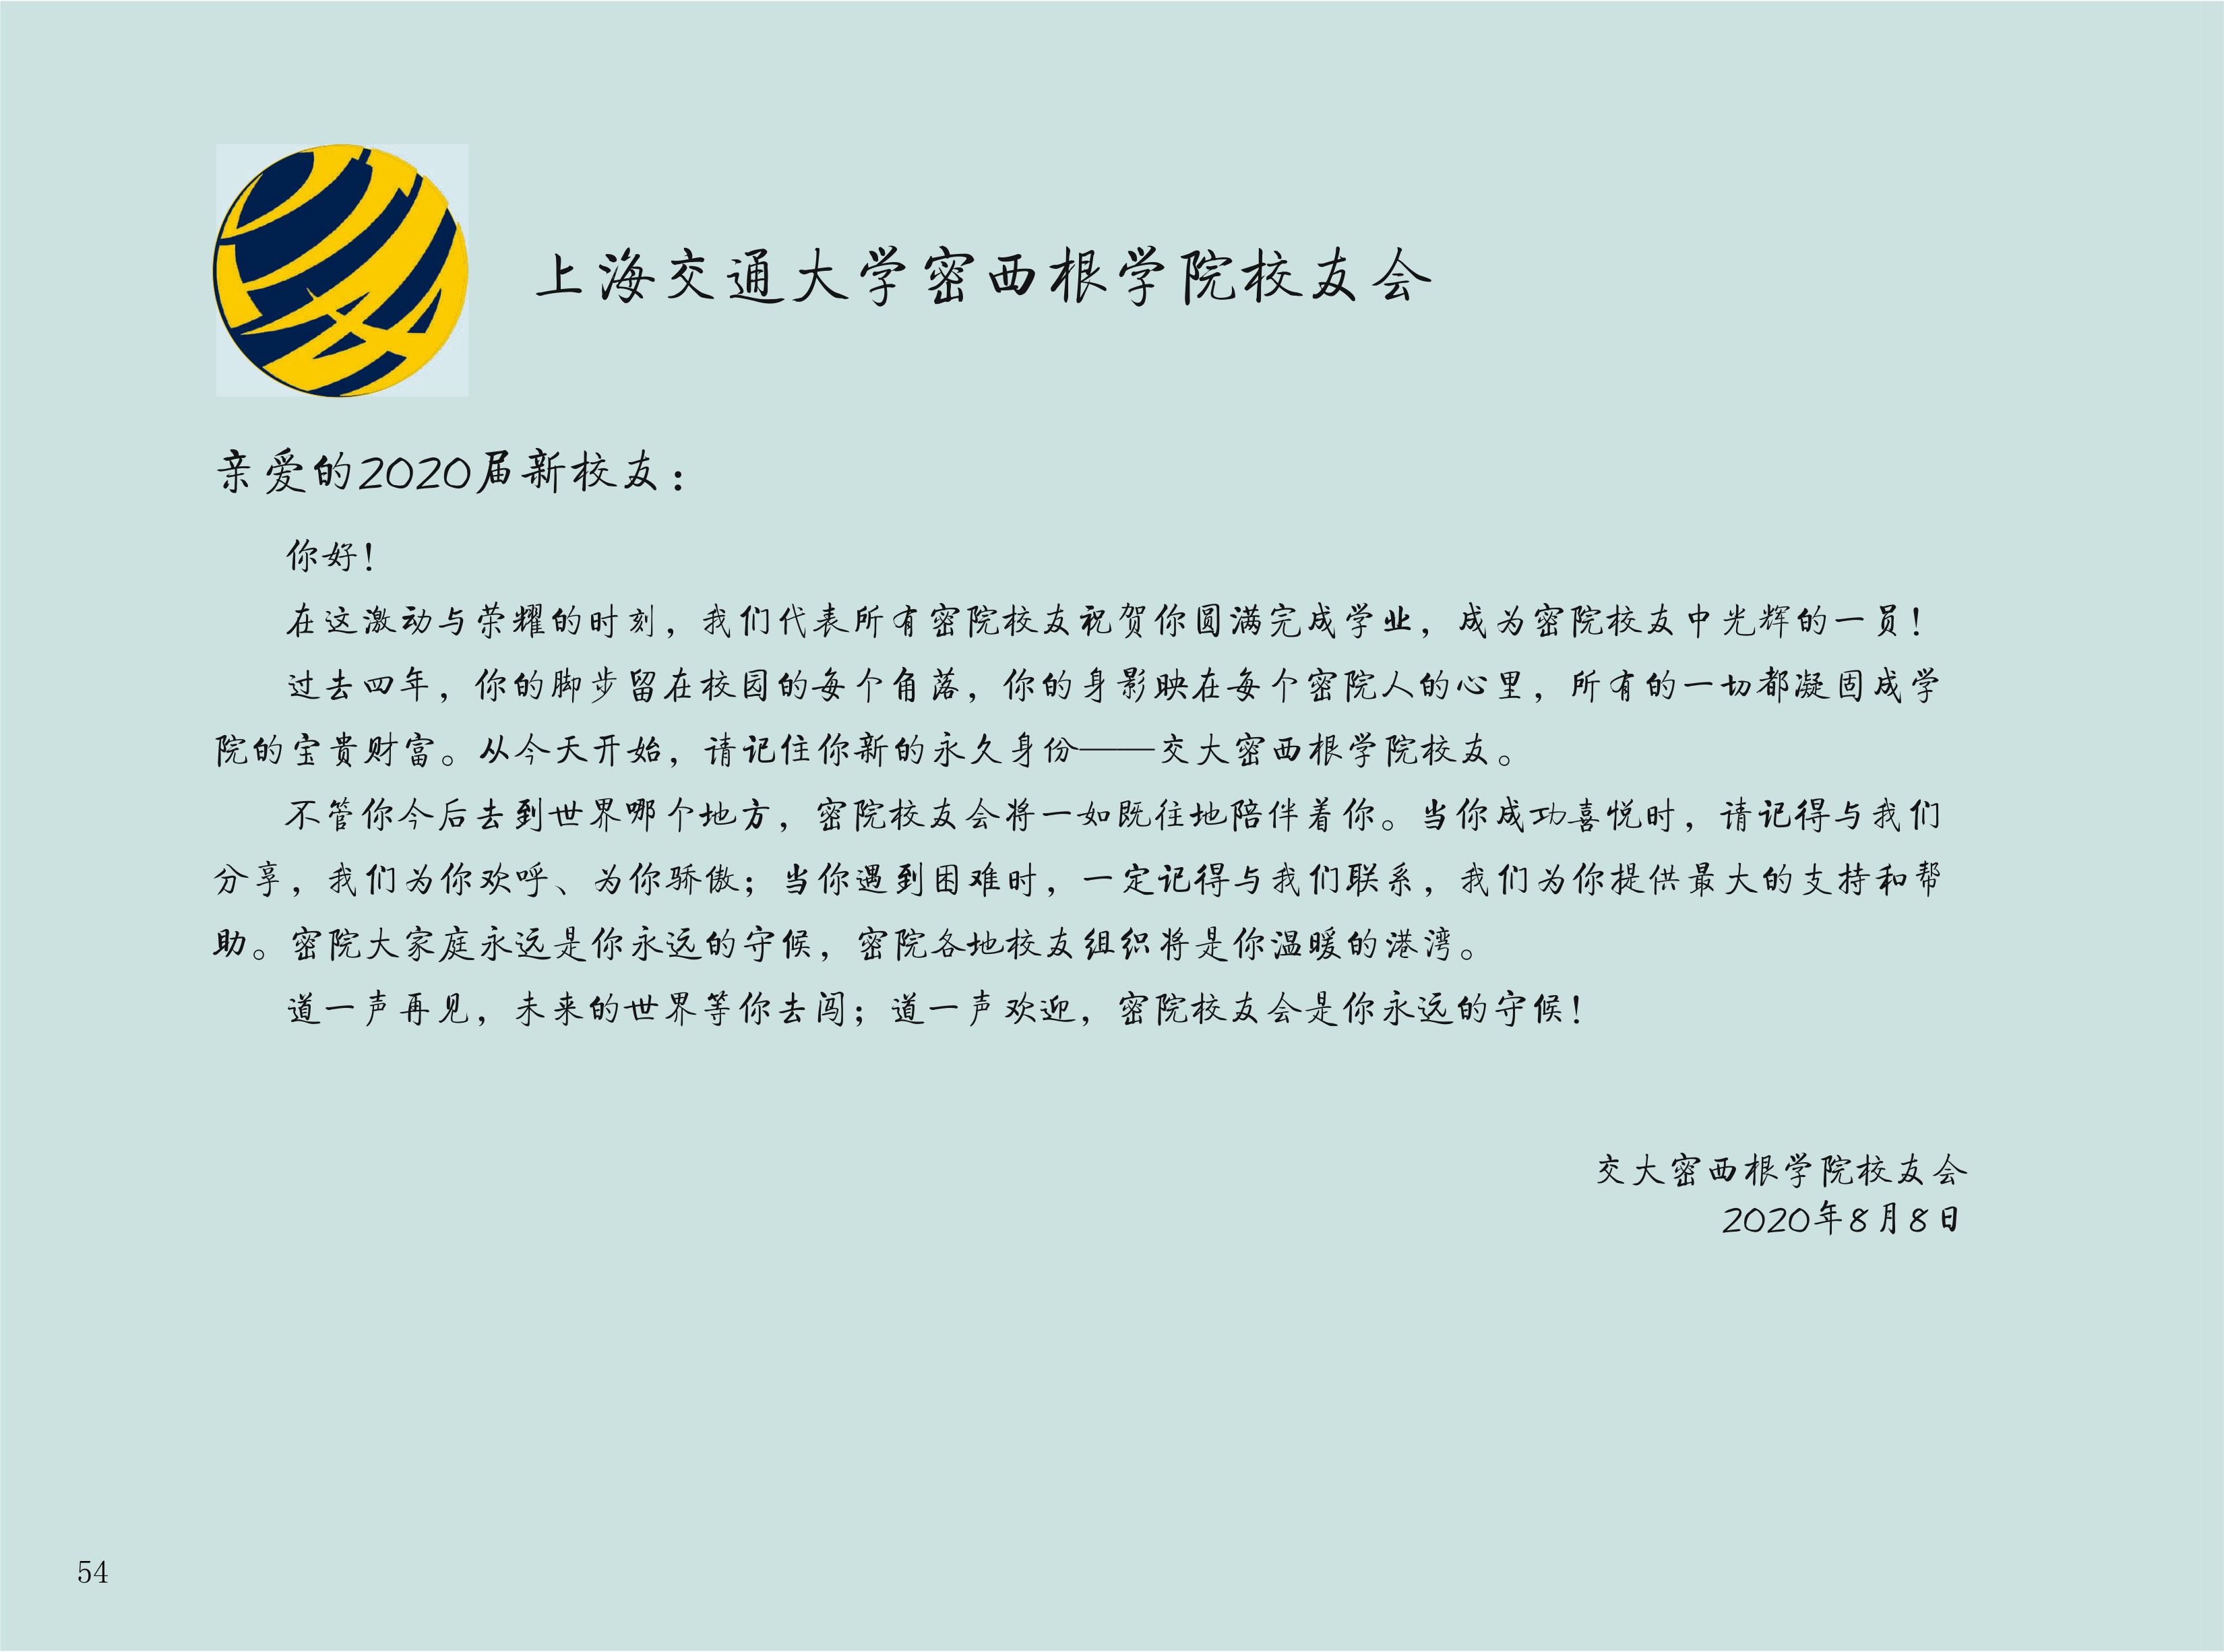 上海交通大学密西根学院校友会
亲爱的2020届新校友：
你好！
在这激动与荣耀的时刻，我们代表所有密院校友祝贺你圆满完成学业，成为密院校友中光辉的一员！
过去四年，你的脚步留在校园的每个角落，你的身影映在每个密院人的心里，所有的一切都凝固成学
院的宝贵财富。从今天开始，请记住你新的永久身份——交大密西根学院校友。
不管你今后去到世界哪个地方，密院校友会将一如既往地陪伴着你。当你成功喜悦时，请记得与我们
分享，我们为你欢呼、为你骄傲；当你遇到困难时，一定记得与我们联系，我们为你提供最大的支持和帮
助。密院大家庭永远是你永远的守候，密院各地校友组织将是你温暖的港湾。
道一声再见，未来的世界等你去闯；道一声欢迎，密院校友会是你永远的守候！
交大密西根学院校友会
2020年8月8日
54